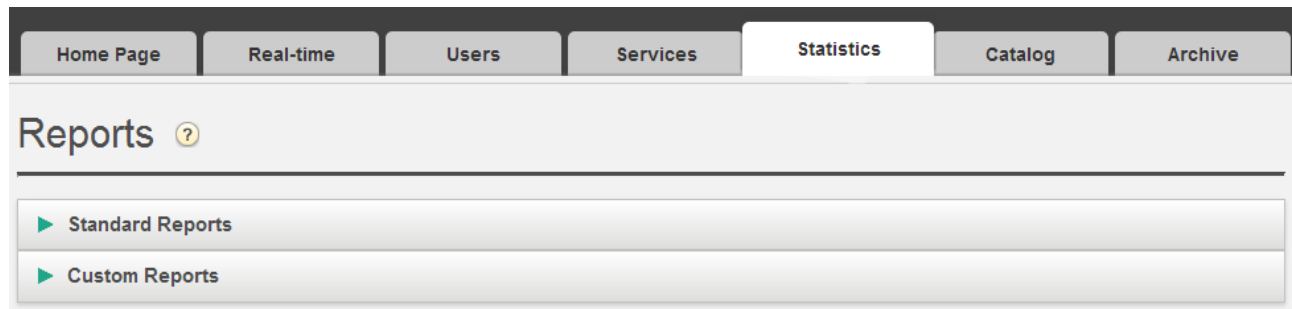 Home Page Real-time Users Services Statistics Catalog Archive
Reports ?
Standard Reports
Custom Reports